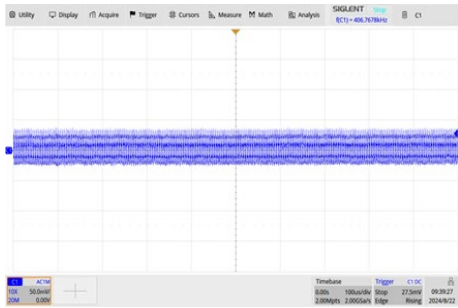 Utility Display Acquire Trigger Cursors Measure Math Analysis SIGLENT Stop C1
f(C1) = 406.7678kHz
C1 AC1M
10X 50.0mV/
20M 0.00V
Timebase Trigger C1 DC
0.00s 100us/div Stop 27.5mV 09:39:27
2.00Mpts 2.00GSa/s Edge Rising 2024/8/22